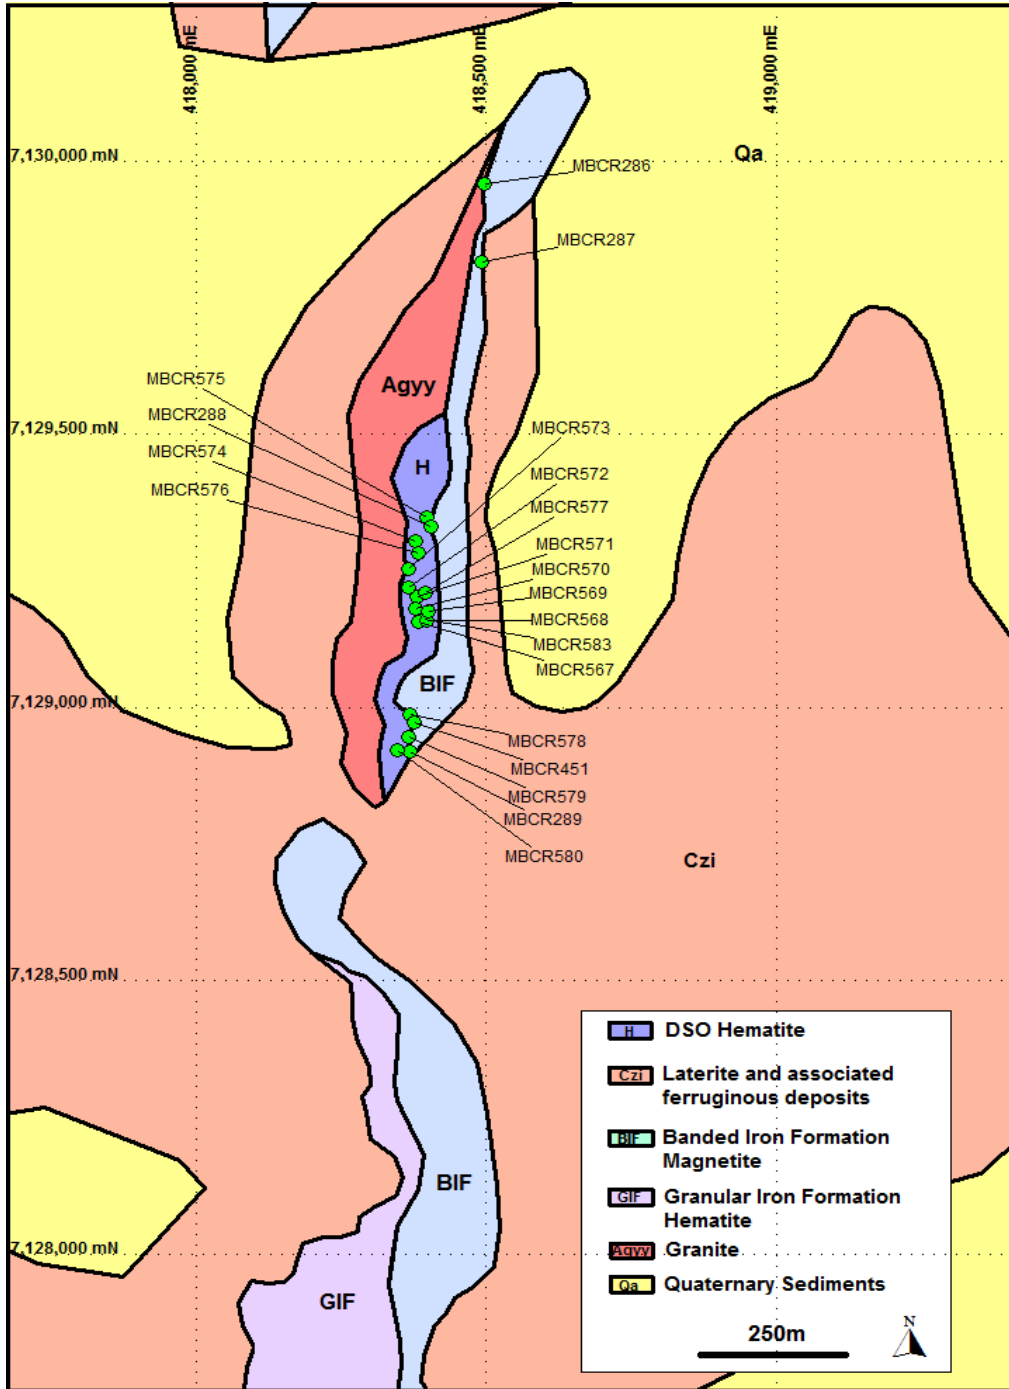 418,000 mE
418,500 mE
419,000 mE
7,130,000 mN
Qa
MBCR286
MBCR287
MBCR575
Agyy
MBCR288
7,129,500 mN
MBCR573
MBCR574
H
MBCR572
MBCR576
MBCR577
MBCR571
MBCR570
MBCR569
MBCR568
MBCR583
MBCR567
BIF
7,129,000 mN
MBCR578
MBCR451
MBCR579
MBCR289
MBCR580
Czi
7,128,500 mN
BIF
7,128,000 mN
GIF
H DSO Hematite
Czi Laterite and associated
ferruginous deposits
BIF Banded Iron Formation
Magnetite
GIF Granular Iron Formation
Hematite
Agyy Granite
Qa Quaternary Sediments
250m
N